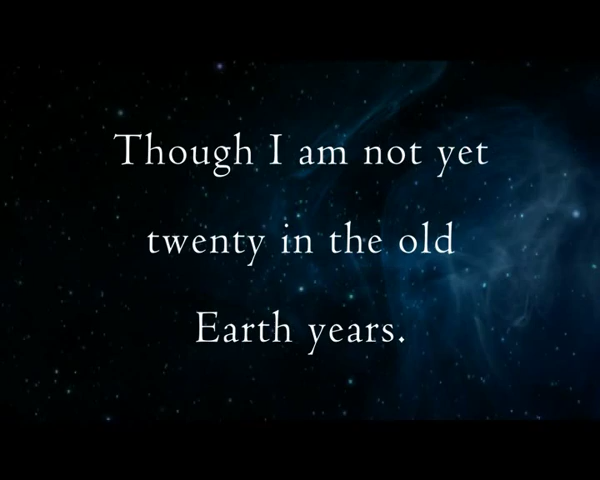 Though I am not yet
twenty in the old
Earth years.